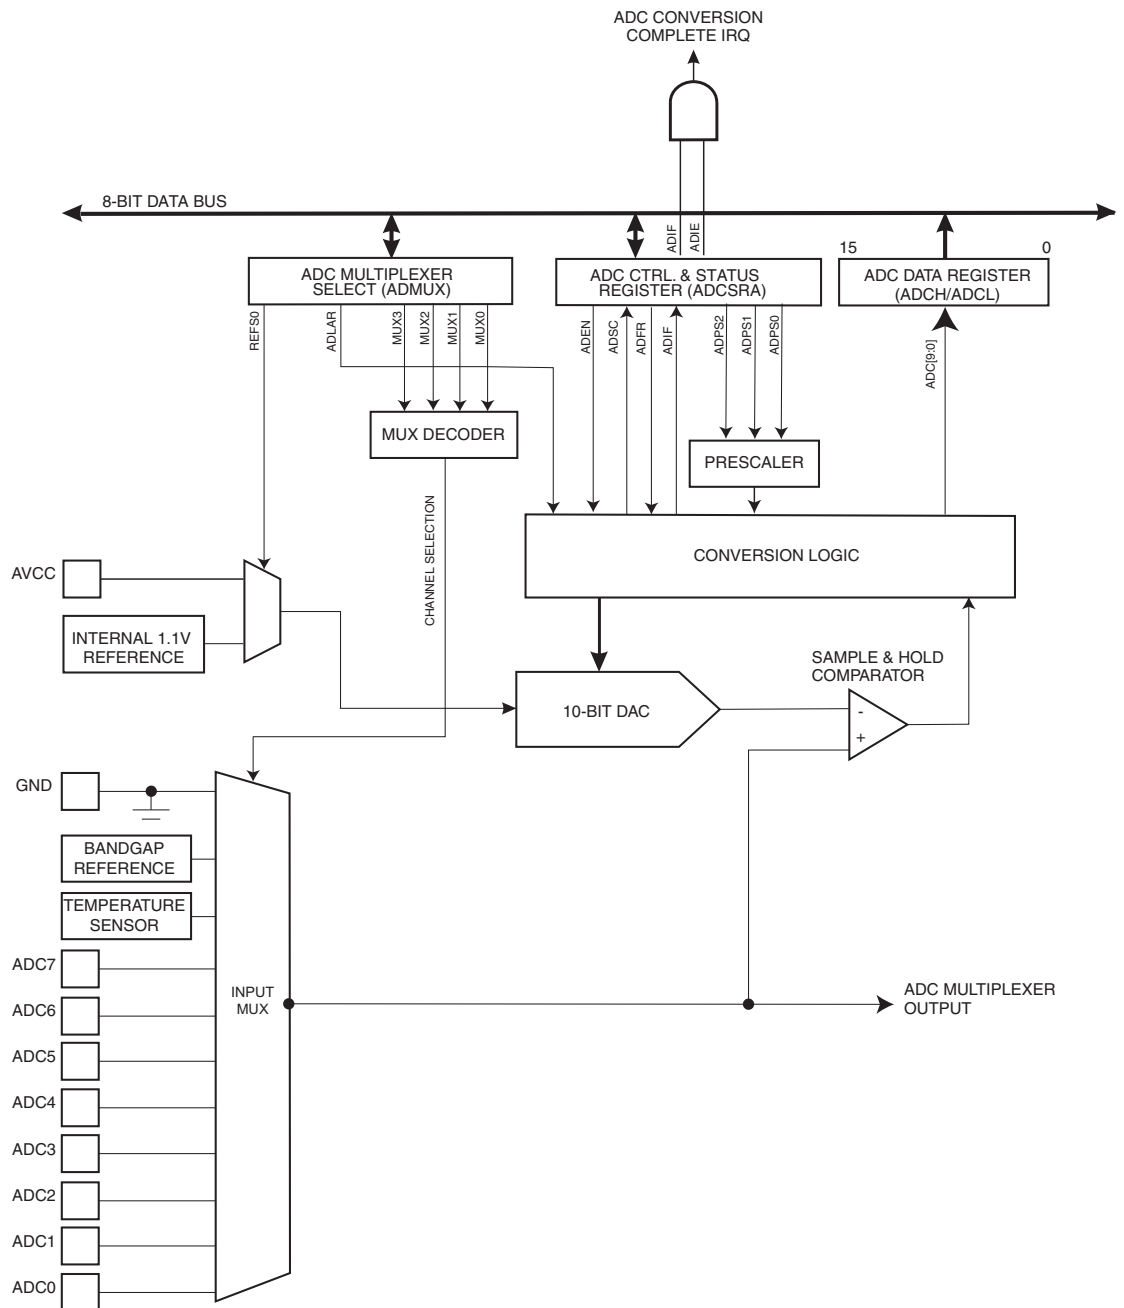 ADC CONVERSION
COMPLETE IRQ
8-BIT DATA BUS
ADIF
ADIE
15
0
ADC MULTIPLEXER
SELECT (ADMUX)
ADC CTRL. & STATUS
REGISTER (ADCSRA)
ADC DATA REGISTER
(ADCH/ADCL)
REFS0
ADLAR
MUX3
MUX2
MUX1
MUX0
ADEN
ADSC
ADFR
ADIF
ADPS2
ADPS1
ADPS0
ADC[9:0]
MUX DECODER
PRESCALER
CHANNEL SELECTION
CONVERSION LOGIC
AVCC
INTERNAL 1.1V
REFERENCE
SAMPLE & HOLD
COMPARATOR
10-BIT DAC
-
+
GND
BANDGAP
REFERENCE
TEMPERATURE
SENSOR
ADC7
INPUT
MUX
ADC MULTIPLEXER
OUTPUT
ADC6
ADC5
ADC4
ADC3
ADC2
ADC1
ADC0